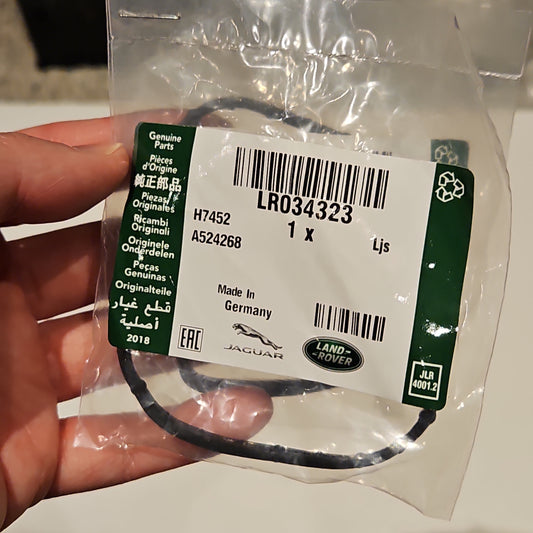 Genuine
Parts
Pièces
d'Origine
純正部品
Piezas
Originales
Ricambi
Originali
Originele
Onderdelen
Peças
Genuinas
Originalteile
قطع غيار
أصلية
2018
LR034323
H7452
1 x
A524268
Ljs
Made In
Germany
EAC
JAGUAR
LAND-
-ROVER
JLR
4001.2